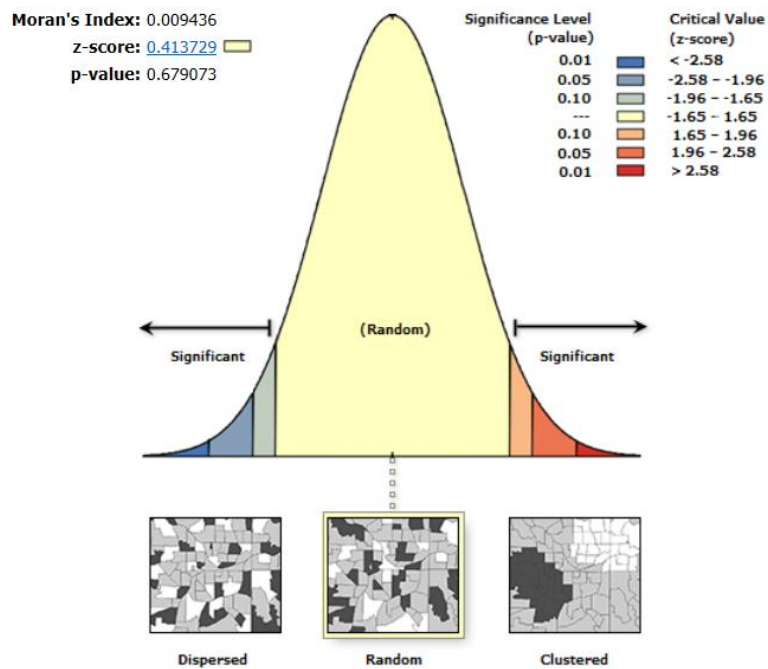 Moran's Index: 0.009436
z-score: 0.413729
p-value: 0.679073
Significance Level
(p-value)
Critical Value
(z-score)
0.01 < -2.58
0.05 -2.58 – -1.96
0.10 -1.96 – -1.65
--- -1.65 – 1.65
0.10 1.65 – 1.96
0.05 1.96 – 2.58
0.01 > 2.58
(Random)
Significant
Significant
Dispersed
Random
Clustered